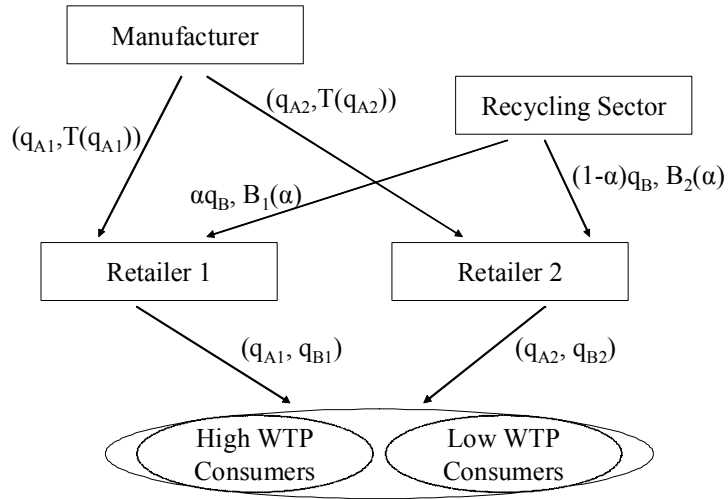 Manufacturer
Recycling Sector
(q_A1,T(q_A1))
(q_A2,T(q_A2))
αq_B, B_1(α)
(1-α)q_B, B_2(α)
Retailer 1
Retailer 2
(q_A1, q_B1)
(q_A2, q_B2)
High WTP
Consumers
Low WTP
Consumers